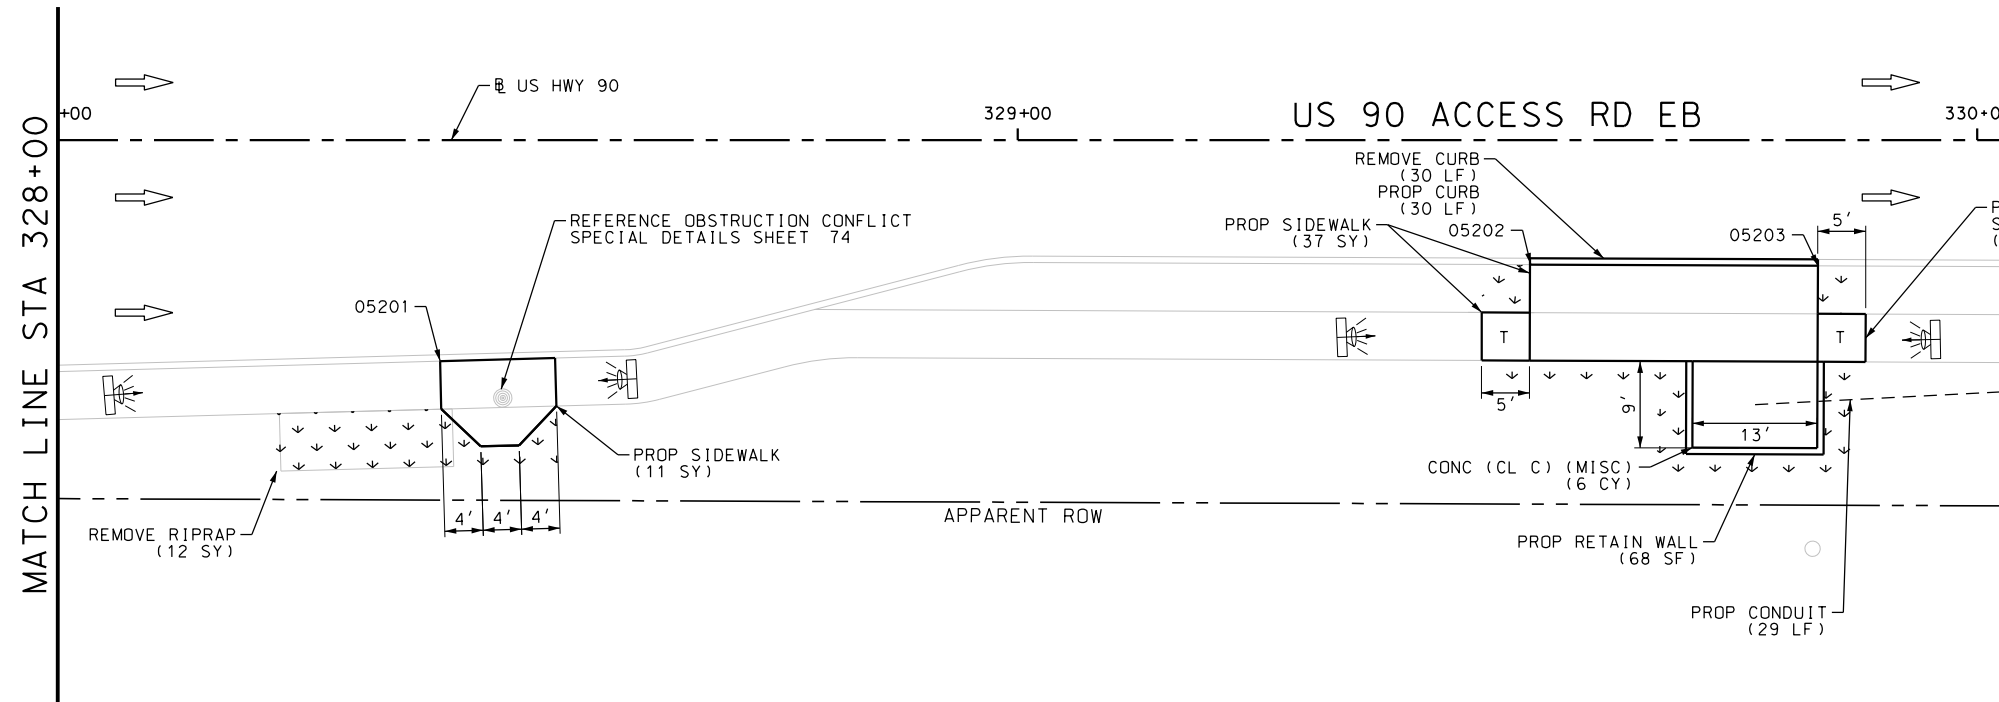 MATCH LINE STA 328+00
+00
℄ US HWY 90
329+00
US 90 ACCESS RD EB
330+0
REMOVE CURB
(30 LF)
PROP CURB
(30 LF)
PROP SIDEWALK
(37 SY)
05202
05203
5'
P
S
(
REFERENCE OBSTRUCTION CONFLICT
SPECIAL DETAILS SHEET 74
05201
T
T
5'
9'
13'
PROP SIDEWALK
(11 SY)
CONC (CL C) (MISC)
(6 CY)
4' 4' 4'
REMOVE RIPRAP
(12 SY)
APPARENT ROW
PROP RETAIN WALL
(68 SF)
PROP CONDUIT
(29 LF)